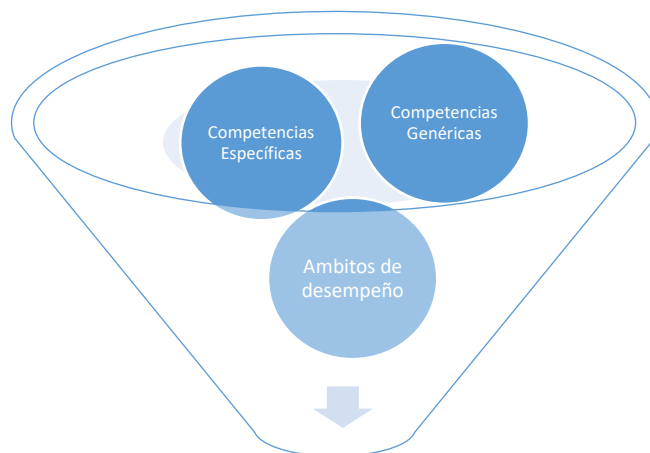 Competencias
Específicas
Competencias
Genéricas
Ambitos de
desempeño